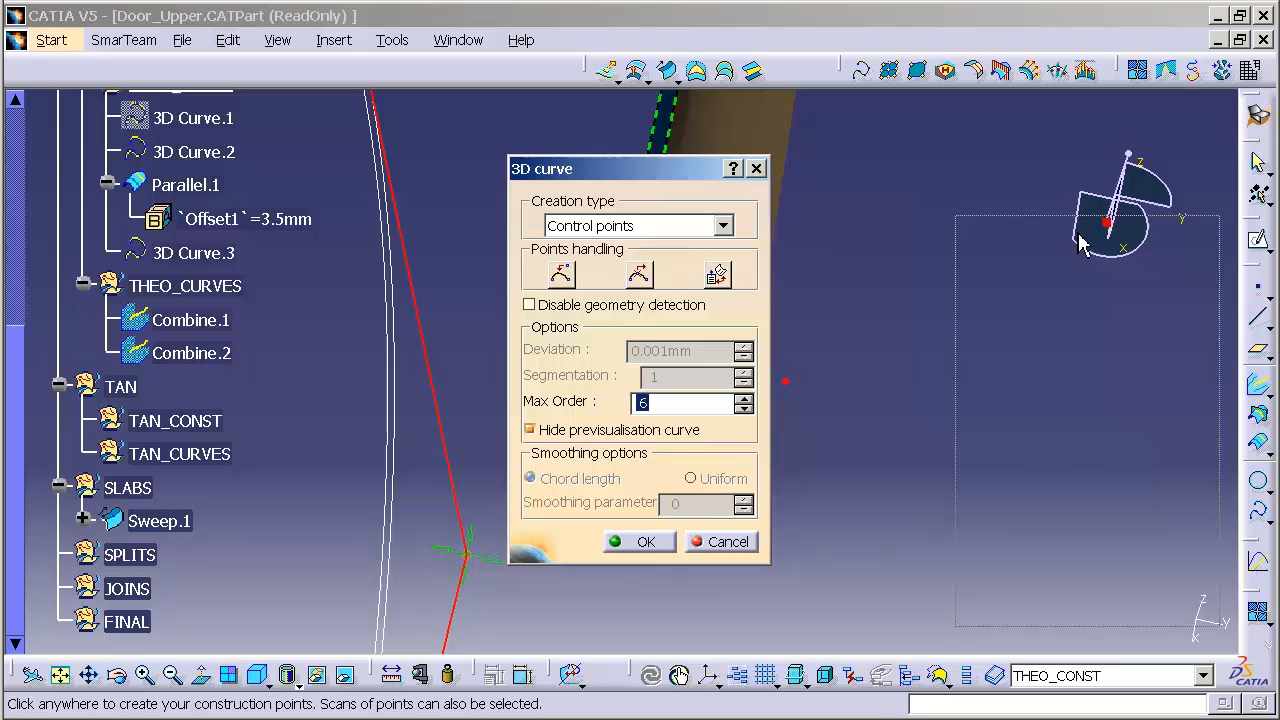 CATIA V5 - [Door_Upper.CATPart (ReadOnly) ]
Start SmarTeam File Edit View Insert Tools Window Help
3D Curve.1
3D Curve.2
Parallel.1
`Offset1`=3.5mm
3D Curve.3
THEO_CURVES
Combine.1
Combine.2
TAN
TAN_CONST
TAN_CURVES
SLABS
Sweep.1
SPLITS
JOINS
FINAL
3D curve
Creation type
Control points
Points handling
Disable geometry detection
Options
Deviation : 0.001mm
Segmentation : 1
Max Order : 6
Hide previsualisation curve
Smoothing options
Chord length Uniform
Smoothing parameter 0
OK Cancel
z
y
x
z
y
x
THEO_CONST
CATIA
Click anywhere to create your construction points. Scans of points can also be selected.